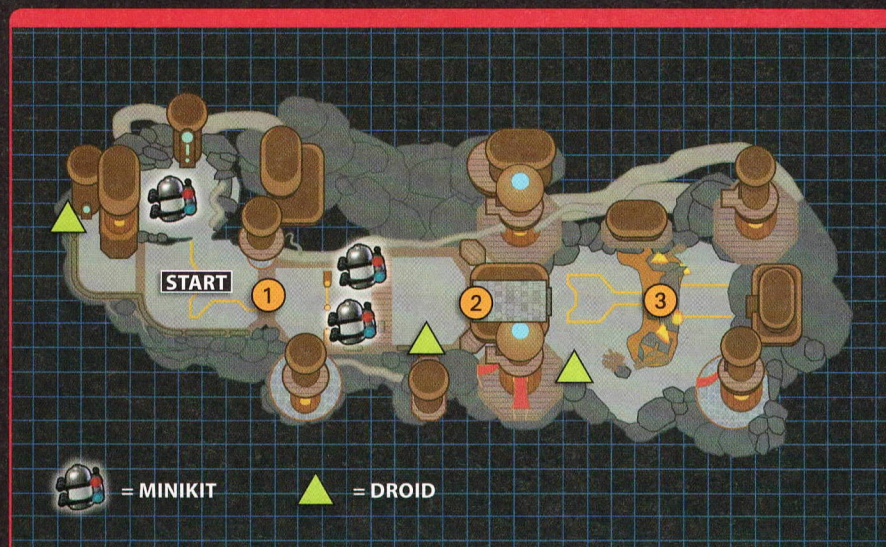 START
1
2
3
= MINIKIT
= DROID